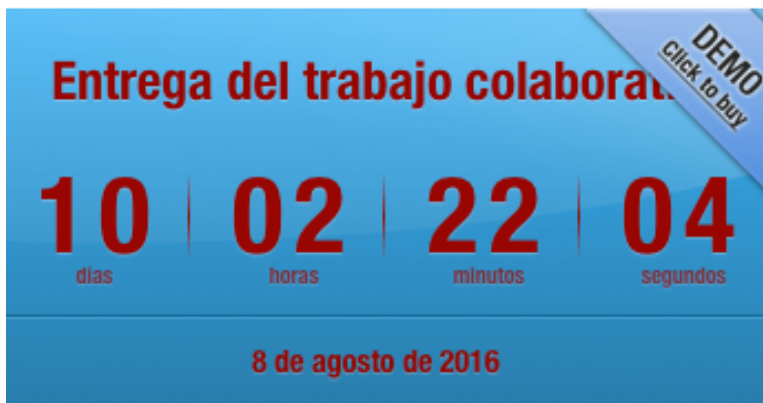 Entrega del trabajo
DEMO
Click to buy
10 02 22 04
días horas minutos segundos
8 de agosto de 2016